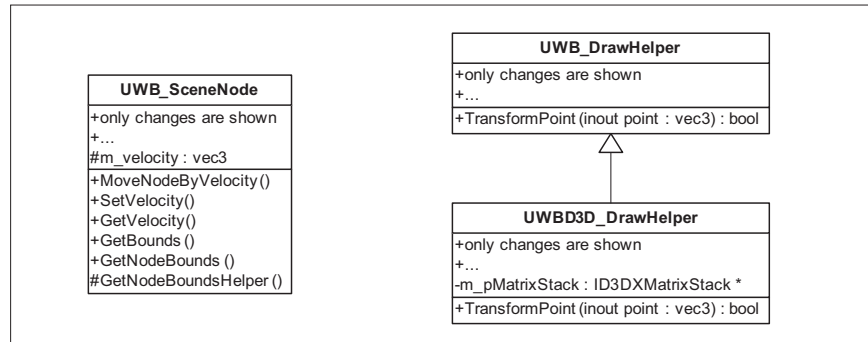 UWB_SceneNode
+only changes are shown
+...
#m_velocity : vec3
+MoveNodeByVelocity()
+SetVelocity()
+GetVelocity()
+GetBounds()
+GetNodeBounds()
#GetNodeBoundsHelper()
UWB_DrawHelper
+only changes are shown
+...
+TransformPoint(inout point : vec3) : bool
UWBD3D_DrawHelper
+only changes are shown
+...
-m_pMatrixStack : ID3DXMatrixStack *
+TransformPoint(inout point : vec3) : bool